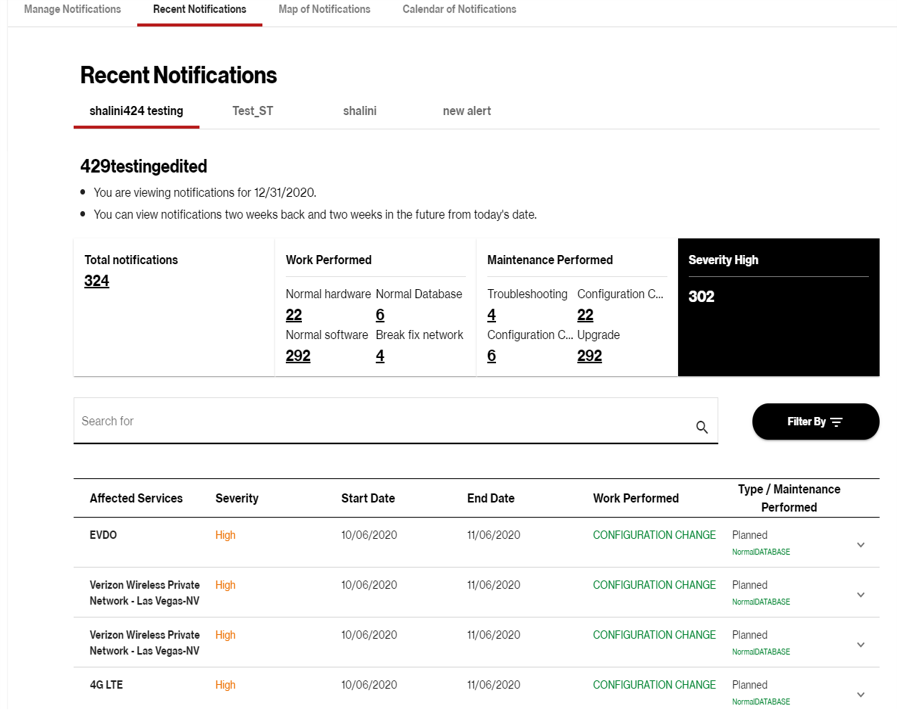 Manage Notifications Recent Notifications Map of Notifications Calendar of Notifications
Recent Notifications
shalini424 testing Test_ST shalini new alert
429testingedited
You are viewing notifications for 12/31/2020.
You can view notifications two weeks back and two weeks in the future from today's date.
Total notifications
324
Work Performed
Normal hardware Normal Database
22 6
Normal software Break fix network
292 4
Maintenance Performed
Troubleshooting Configuration C...
4 22
Configuration C... Upgrade
6 292
Severity High
302
Search for
Filter By
Affected Services Severity Start Date End Date Work Performed Type / Maintenance
Performed
EVDO High 10/06/2020 11/06/2020 CONFIGURATION CHANGE Planned
NormalDATABASE
Verizon Wireless Private High 10/06/2020 11/06/2020 CONFIGURATION CHANGE Planned
Network - Las Vegas-NV NormalDATABASE
Verizon Wireless Private High 10/06/2020 11/06/2020 CONFIGURATION CHANGE Planned
Network - Las Vegas-NV NormalDATABASE
4G LTE High 10/06/2020 11/06/2020 CONFIGURATION CHANGE Planned
NormalDATABASE